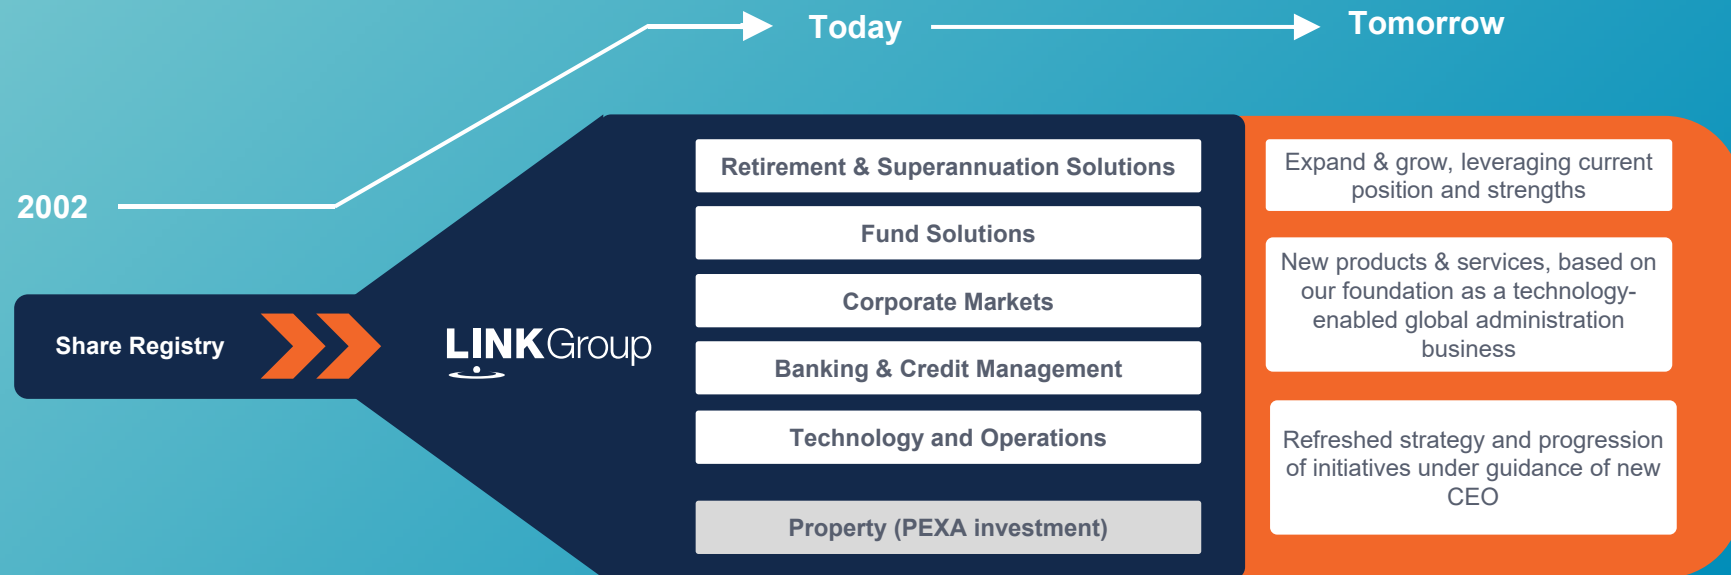 Today
Tomorrow
2002
Share Registry
LINKGroup
Retirement & Superannuation Solutions
Fund Solutions
Corporate Markets
Banking & Credit Management
Technology and Operations
Property (PEXA investment)
Expand & grow, leveraging current
position and strengths
New products & services, based on
our foundation as a technology-
enabled global administration
business
Refreshed strategy and progression
of initiatives under guidance of new
CEO